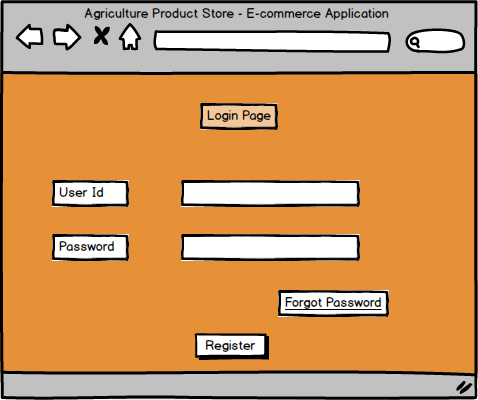 Agriculture Product Store - E-commerce Application
Login Page
User Id
Password
Forgot Password
Register